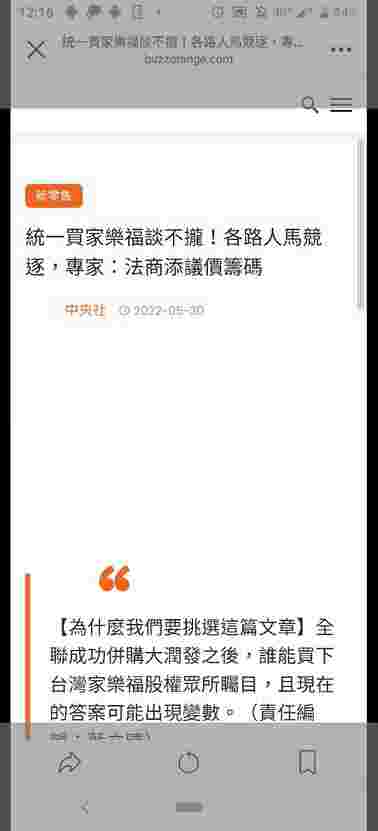 12:16
統一買家樂福談不攏！各路人馬競逐，專...
buzzorange.com
新零售
統一買家樂福談不攏！各路人馬競
逐，專家：法商添議價籌碼
中央社 2022-05-30
【為什麼我們要挑選這篇文章】全
聯成功併購大潤發之後，誰能買下
台灣家樂福股權眾所矚目，且現在
的答案可能出現變數。（責任編